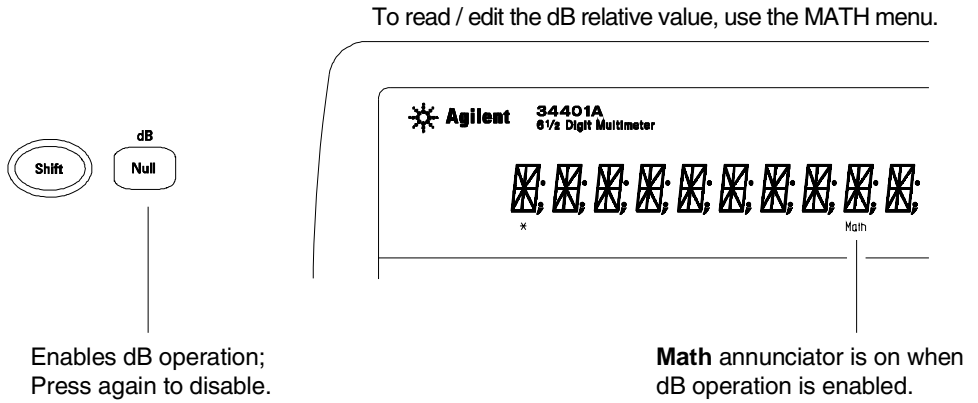 To read / edit the dB relative value, use the MATH menu.
Agilent 34401A
6½ Digit Multimeter
dB
Shift Null
*
Math
Enables dB operation;
Press again to disable.
Math annunciator is on when
dB operation is enabled.